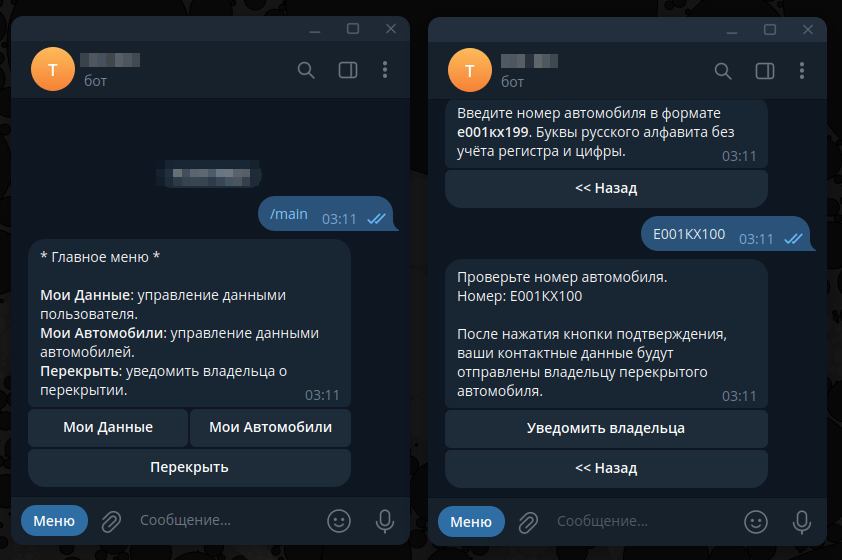 Т
бот
/main 03:11
* Главное меню *
Мои Данные: управление данными
пользователя.
Мои Автомобили: управление данными
автомобилей.
Перекрыть: уведомить владельца о
перекрытии.
03:11
Мои Данные
Мои Автомобили
Перекрыть
Меню
Сообщение...
Т
бот
Введите номер автомобиля в формате
е001кх199. Буквы русского алфавита без
учёта регистра и цифры.
03:11
<< Назад
Е001КХ100 03:11
Проверьте номер автомобиля.
Номер: Е001КХ100
После нажатия кнопки подтверждения,
ваши контактные данные будут
отправлены владельцу перекрытого
автомобиля.
03:11
Уведомить владельца
<< Назад
Меню
Сообщение...